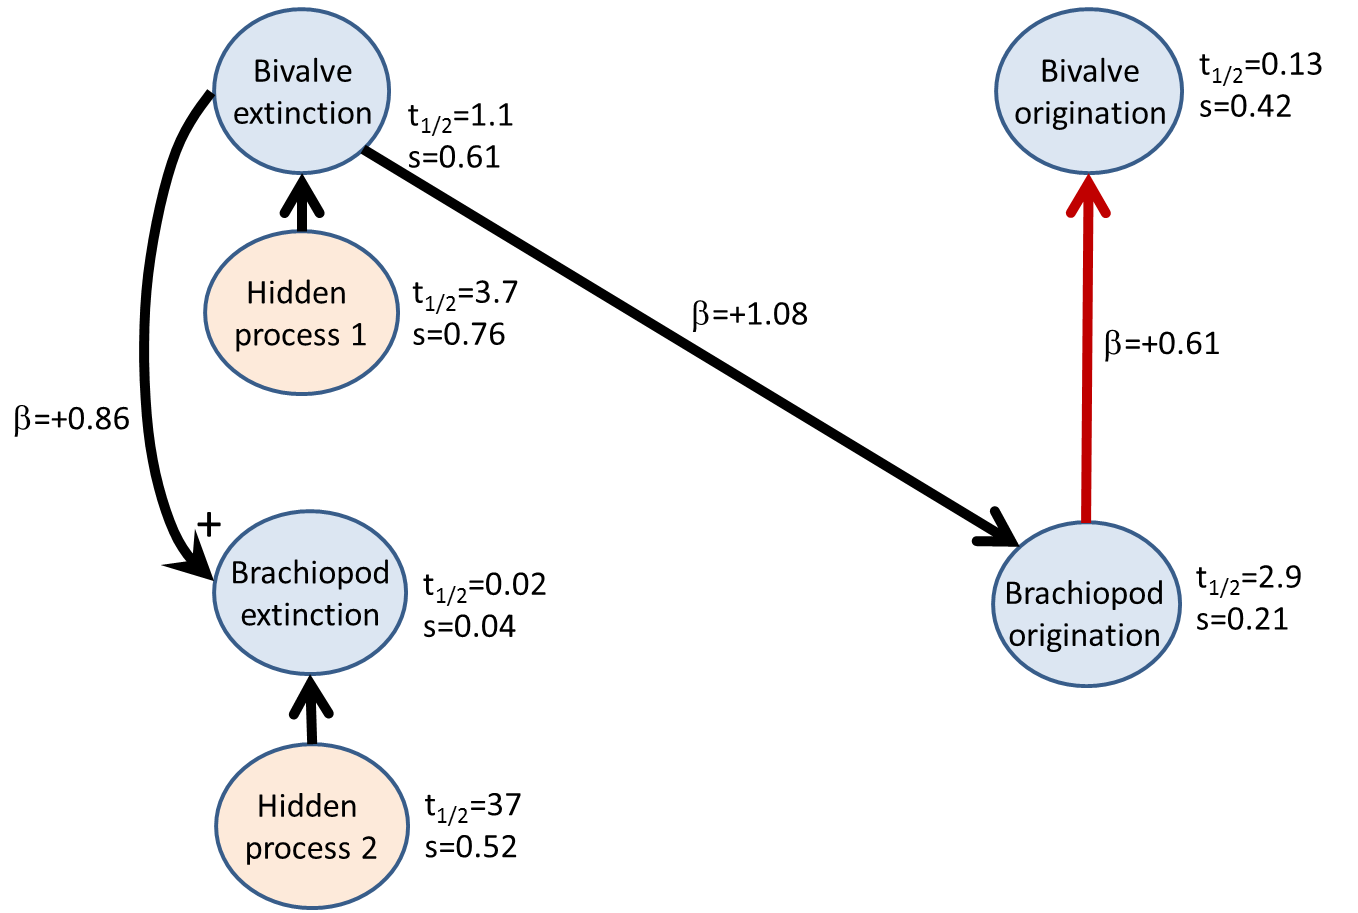 Bivalve
extinction
t1/2=1.1
s=0.61
Bivalve
origination
t1/2=0.13
s=0.42
Hidden
process 1
t1/2=3.7
s=0.76
β=+1.08
β=+0.61
β=+0.86
+
Brachiopod
extinction
t1/2=0.02
s=0.04
Brachiopod
origination
t1/2=2.9
s=0.21
Hidden
process 2
t1/2=37
s=0.52